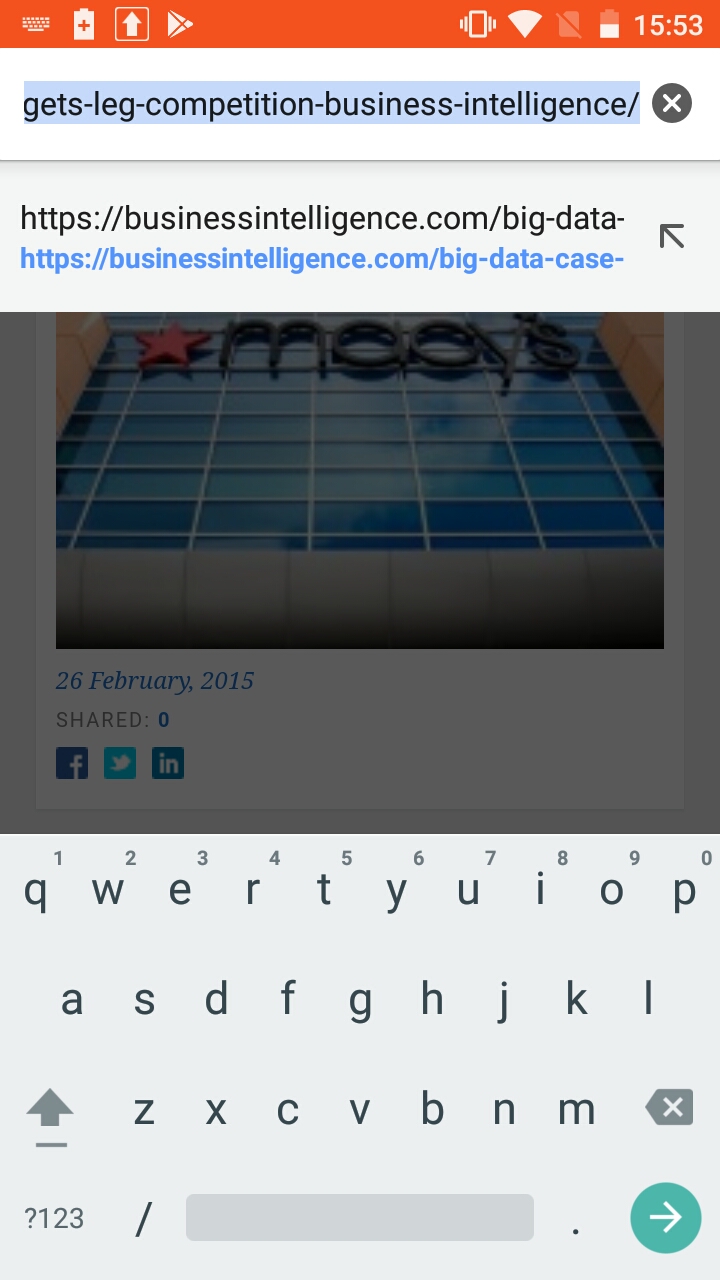 15:53
gets-leg-competition-business-intelligence/
https://businessintelligence.com/big-data-
https://businessintelligence.com/big-data-case-
macy's
26 February, 2015
SHARED: 0
f in
1 2 3 4 5 6 7 8 9 0
q w e r t y u i o p
a s d f g h j k l
z x c v b n m
?123 / .